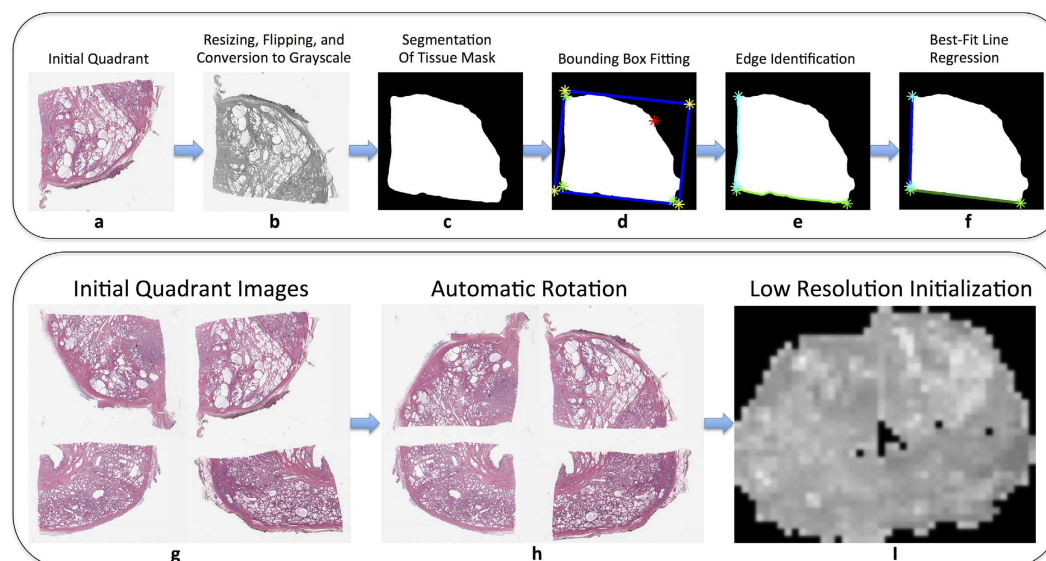 Initial Quadrant
Resizing, Flipping, and
Conversion to Grayscale
Segmentation
Of Tissue Mask
Bounding Box Fitting
Edge Identification
Best-Fit Line
Regression
a
b
c
d
e
f
Initial Quadrant Images
Automatic Rotation
Low Resolution Initialization
g
h
I